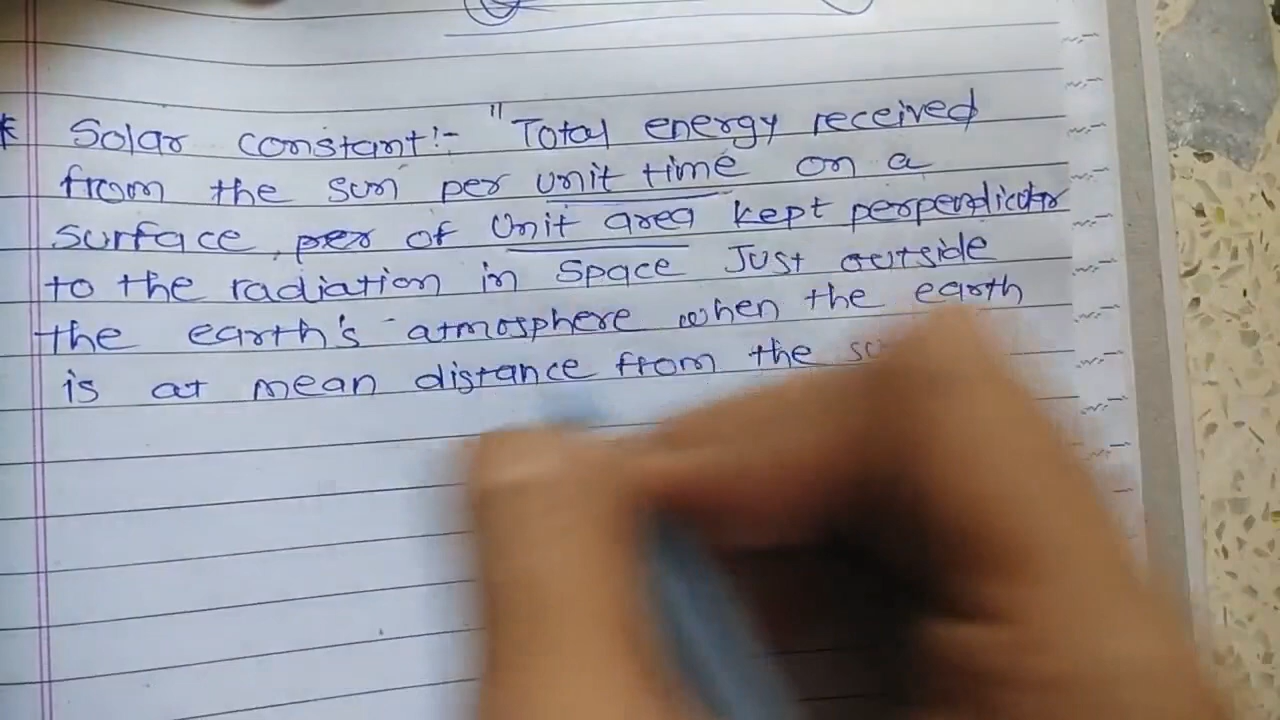 * Solar constant:- "Total energy received
from the sun per unit time on a
surface per of unit area kept perpendicular
to the radiation in space Just outside
the earth's atmosphere when the earth
is at mean distance from the